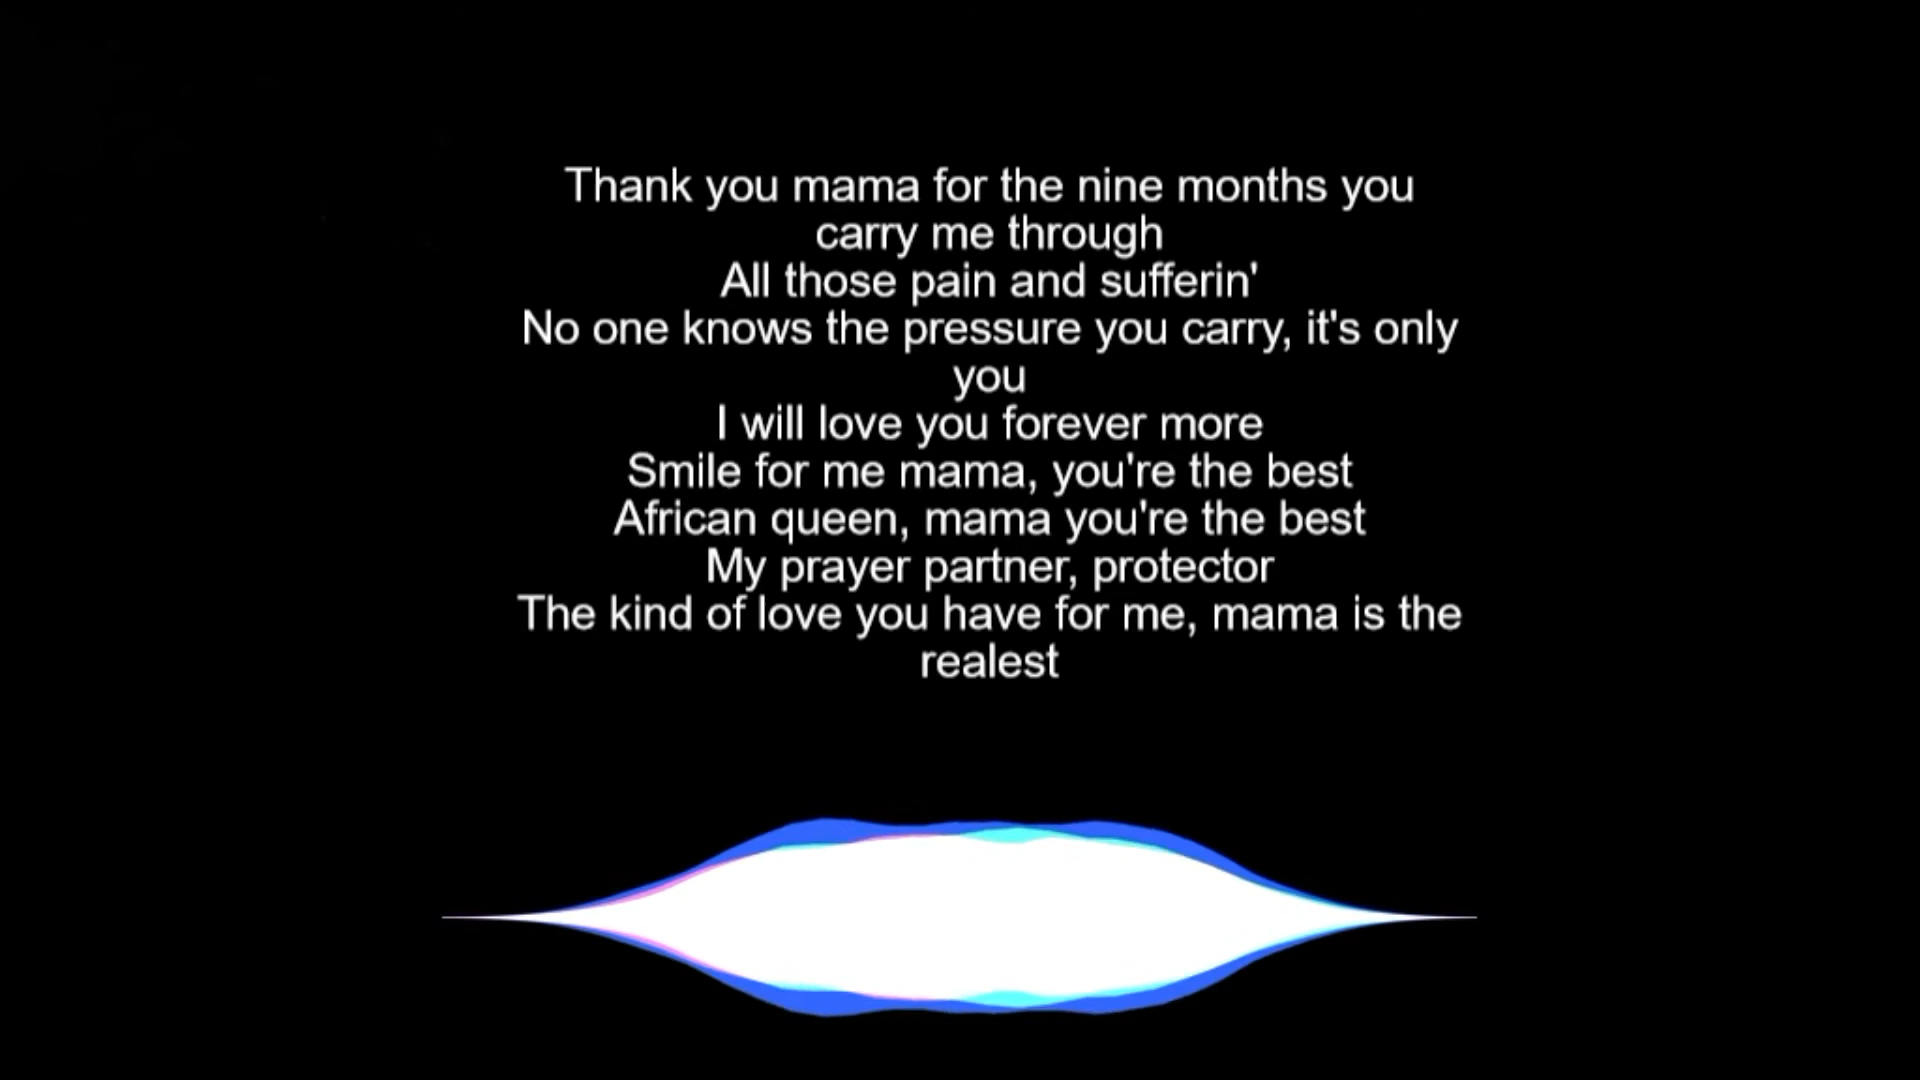 Thank you mama for the nine months you
carry me through
All those pain and sufferin'
No one knows the pressure you carry, it's only
you
I will love you forever more
Smile for me mama, you're the best
African queen, mama you're the best
My prayer partner, protector
The kind of love you have for me, mama is the
realest